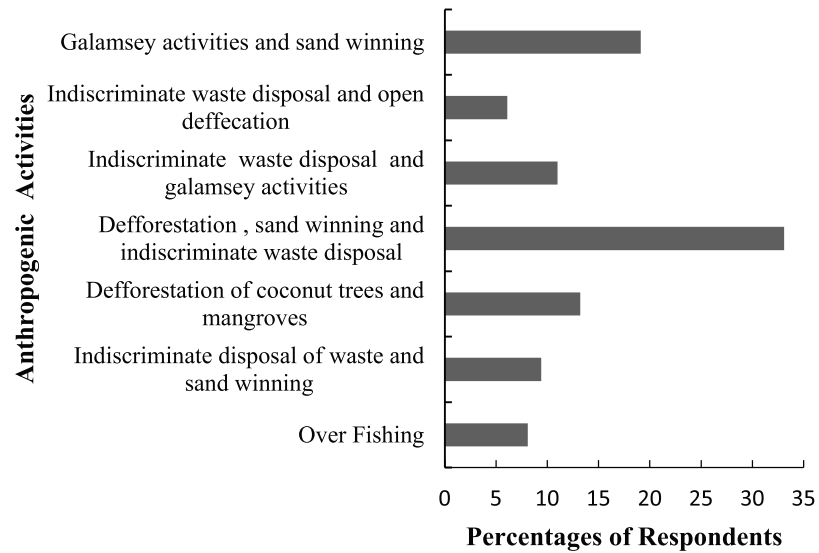 Anthropogenic Activities
Galamsey activities and sand winning
Indiscriminate waste disposal and open
deffecation
Indiscriminate waste disposal and
galamsey activities
Defforestation , sand winning and
indiscriminate waste disposal
Defforestation of coconut trees and
mangroves
Indiscriminate disposal of waste and
sand winning
Over Fishing
0 5 10 15 20 25 30 35
Percentages of Respondents